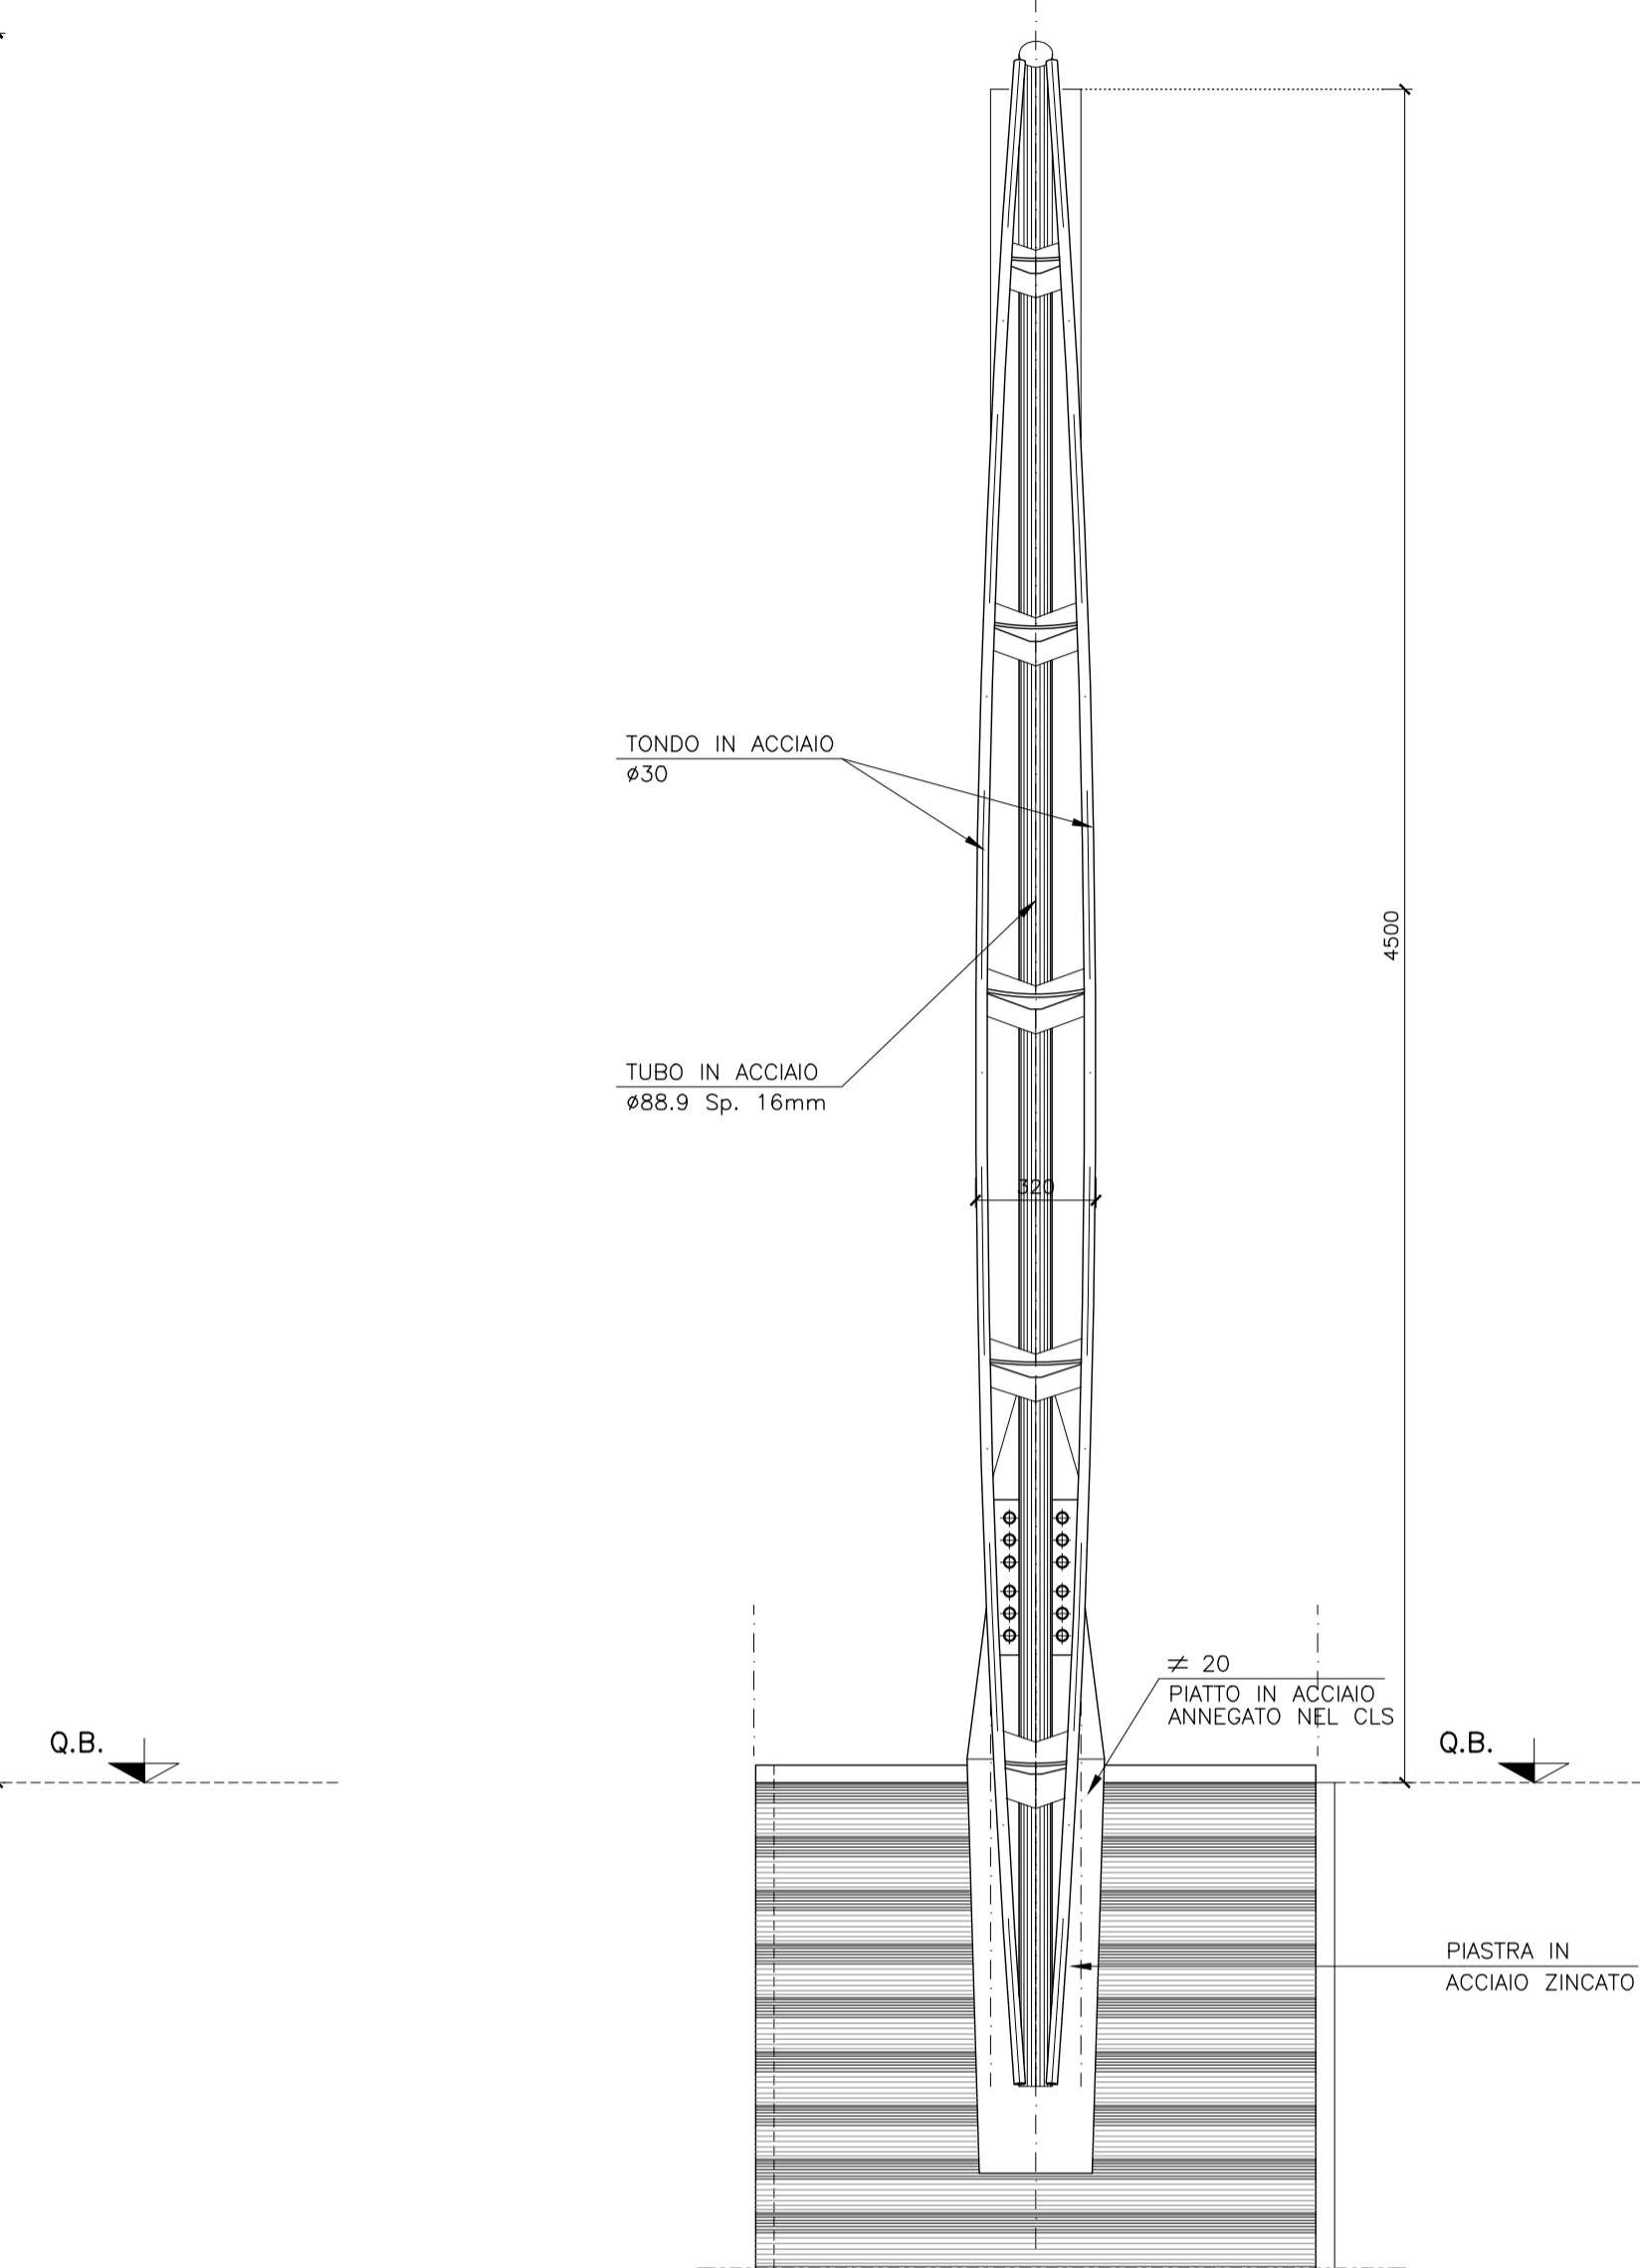 TONDO IN ACCIAIO
ø30
4500
TUBO IN ACCIAIO
ø88.9 Sp. 16mm
320
≠ 20
PIATTO IN ACCIAIO
ANNEGATO NEL CLS
Q.B.
Q.B.
PIASTRA IN
ACCIAIO ZINCATO